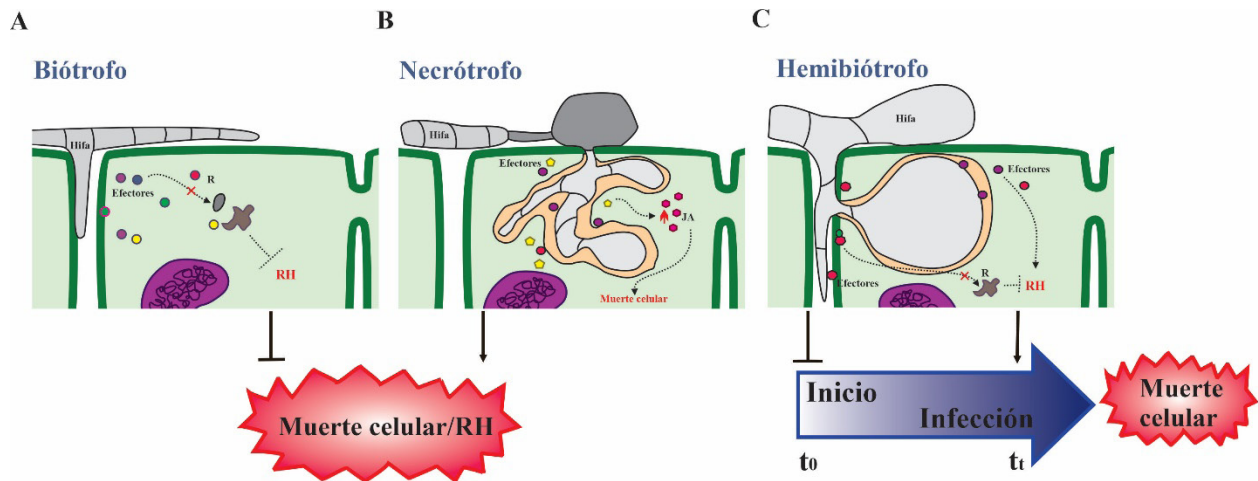 A
Biótrofo
Hifa
Efectores
R
RH
B
Necrótrofo
Hifa
Efectores
JA
Muerte celular
C
Hemibiótrofo
Hifa
Efectores
Efectores
R
RH
Muerte celular/RH
Inicio
Infección
t0
tt
Muerte
celular